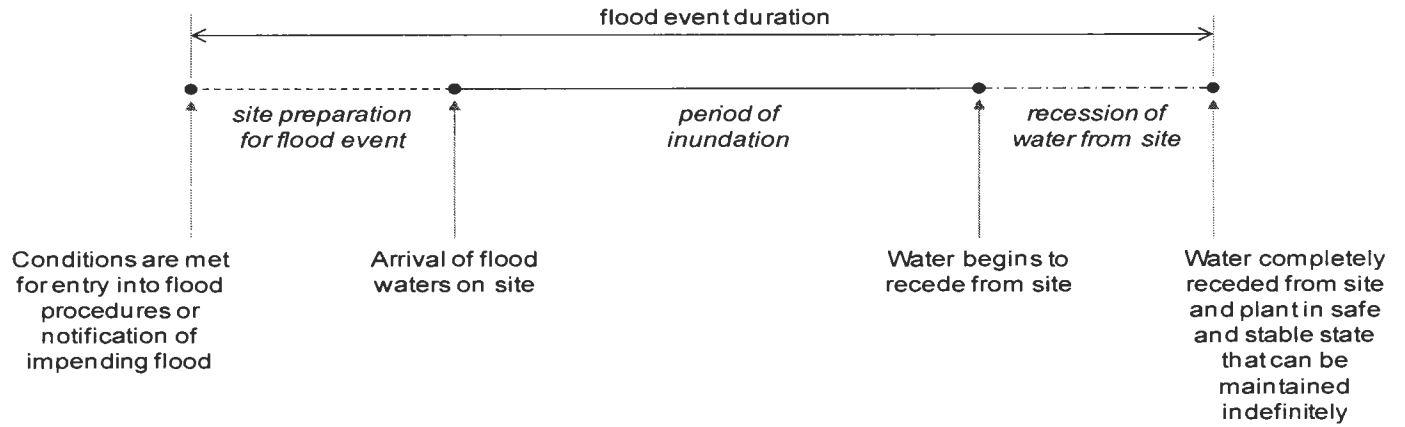 flood event duration
site preparation
for flood event
period of
inundation
recession of
water from site
Conditions are met
for entry into flood
procedures or
notification of
impending flood
Arrival of flood
waters on site
Water begins to
recede from site
Water completely
receded from site
and plant in safe
and stable state
that can be
maintained
indefinitely